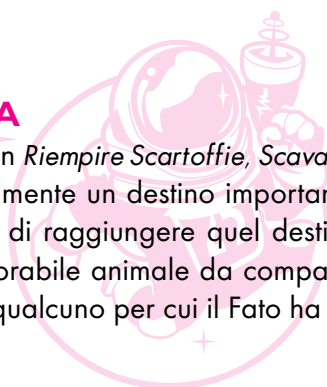 A
n Riempire Scartoffie, Scava
mente un destino importar
di raggiungere quel desti
orabile animale da compa
qualcuno per cui il Fato ha